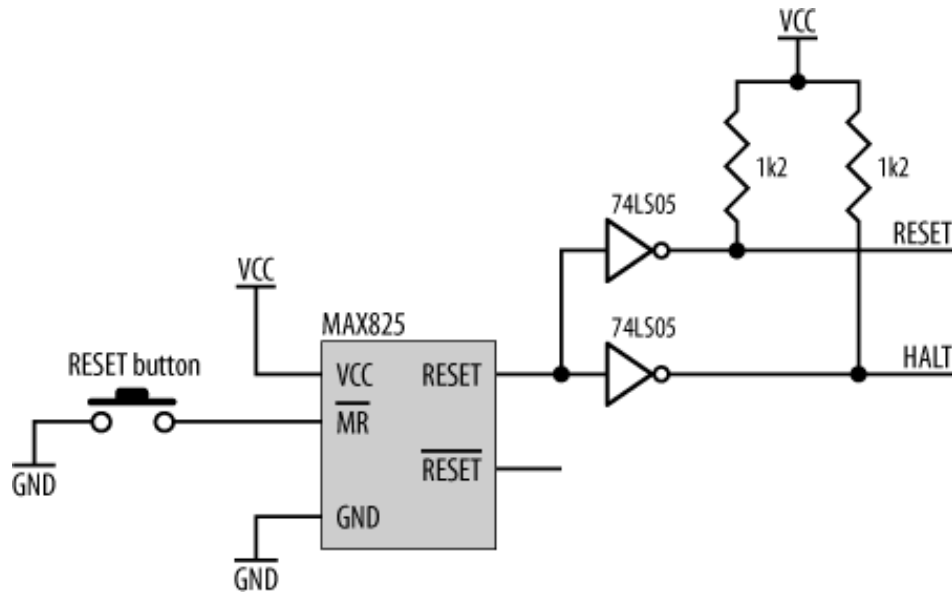 VCC
1k2
1k2
74LS05
RESET
VCC
74LS05
MAX825
HALT
RESET button
VCC
RESET
MR
RESET
GND
GND
GND